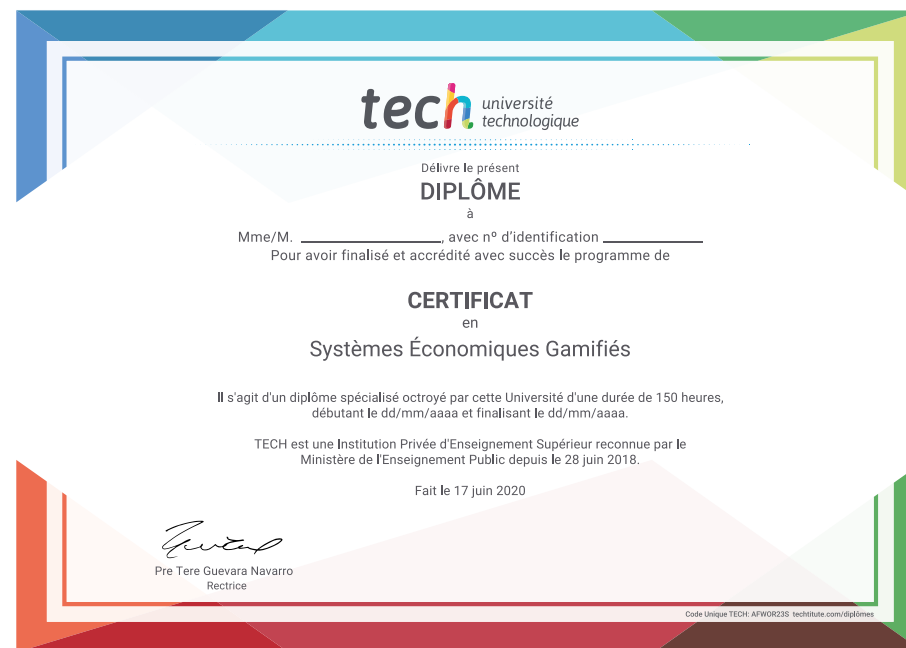 tech université
technologique
Délivre le présent
DIPLÔME
à
Mme/M. ____________________, avec nº d'identification ______________
Pour avoir finalisé et accrédité avec succès le programme de
CERTIFICAT
en
Systèmes Économiques Gamifiés
Il s'agit d'un diplôme spécialisé octroyé par cette Université d'une durée de 150 heures,
débutant le dd/mm/aaaa et finalisant le dd/mm/aaaa.
TECH est une Institution Privée d'Enseignement Supérieur reconnue par le
Ministère de l'Enseignement Public depuis le 28 juin 2018.
Fait le 17 juin 2020
Pre Tere Guevara Navarro
Rectrice
Code Unique TECH: AFWOR23S techtitute.com/diplômes